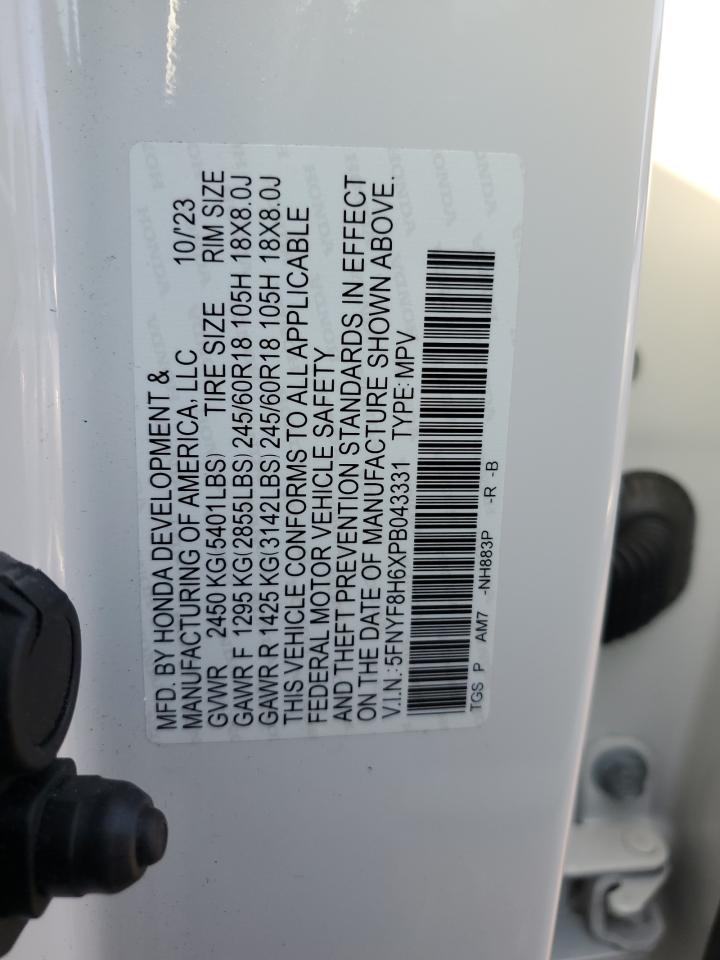 MFD. BY HONDA DEVELOPMENT &
MANUFACTURING OF AMERICA, LLC 10/'23
GVWR 2450 KG(5401LBS) TIRE SIZE RIM SIZE
GAWR F 1295 KG(2855LBS) 245/60R18 105H 18X8.0J
GAWR R 1425 KG(3142LBS) 245/60R18 105H 18X8.0J
THIS VEHICLE CONFORMS TO ALL APPLICABLE
FEDERAL MOTOR VEHICLE SAFETY
AND THEFT PREVENTION STANDARDS IN EFFECT
ON THE DATE OF MANUFACTURE SHOWN ABOVE.
V.I.N.:5FNYF8H6XPB043331 TYPE: MPV
TGS P AM7 -NH883P -R -B